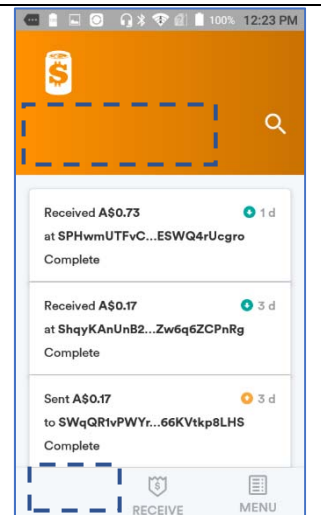 100% 12:23 PM
$
Received A$0.73 1 d
at SPHwmUTFvC...ESWQ4rUcgro
Complete
Received A$0.17 3 d
at ShqyKAnUnB2...Zw6q6ZCPnRg
Complete
Sent A$0.17 3 d
to SWqQR1vPWYr...66KVtkp8LHS
Complete
RECEIVE MENU